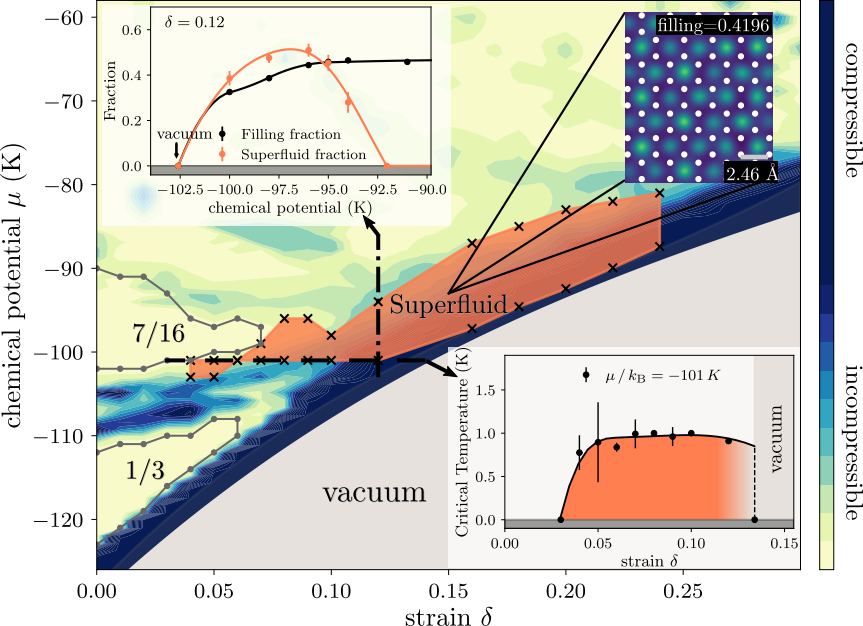 chemical potential μ (K)
−60
−70
−80
−90
−100
−110
−120
0.00
0.05
0.10
0.15
0.20
0.25
strain δ
compressible
incompressible
δ = 0.12
Fraction
0.6
0.4
0.2
0.0
vacuum
Filling fraction
Superfluid fraction
−102.5
−100.0
−97.5
−95.0
−92.5
−90.0
chemical potential (K)
filling=0.4196
2.46 Å
Superfluid
7/16
1/3
vacuum
Critical Temperature (K)
1.5
1.0
0.5
0.0
μ / k_B = −101 K
vacuum
0.00
0.05
0.10
0.15
strain δ